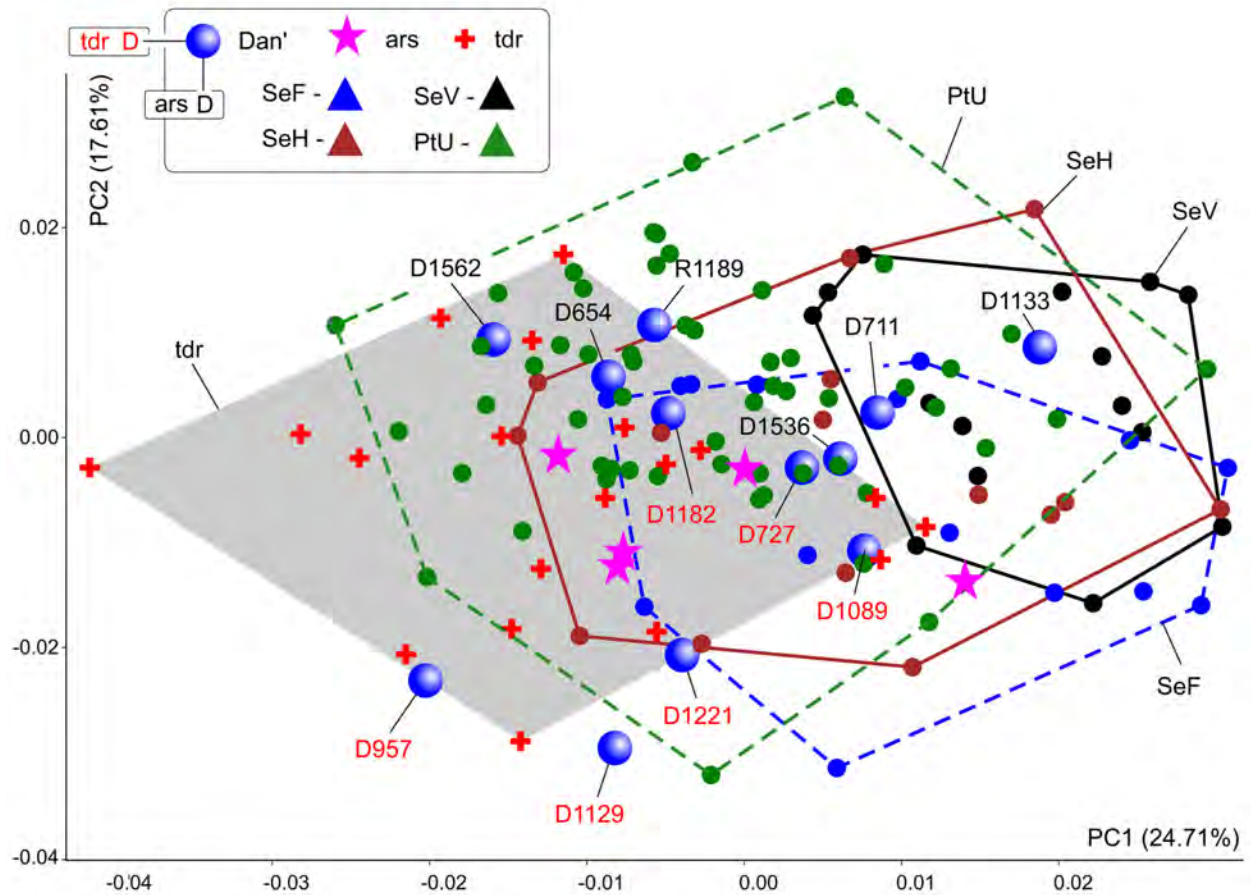 tdr D
Dan'
ars
tdr
ars D
SeF -
SeV -
SeH -
PtU -
PC2 (17.61%)
PtU
SeH
SeV
D1562
R1189
D654
D1133
D711
tdr
D1536
D1182
D727
D1089
SeF
D1221
D957
D1129
PC1 (24.71%)
0.02
0.00
-0.02
-0.04
-0.04
-0.03
-0.02
-0.01
0.00
0.01
0.02